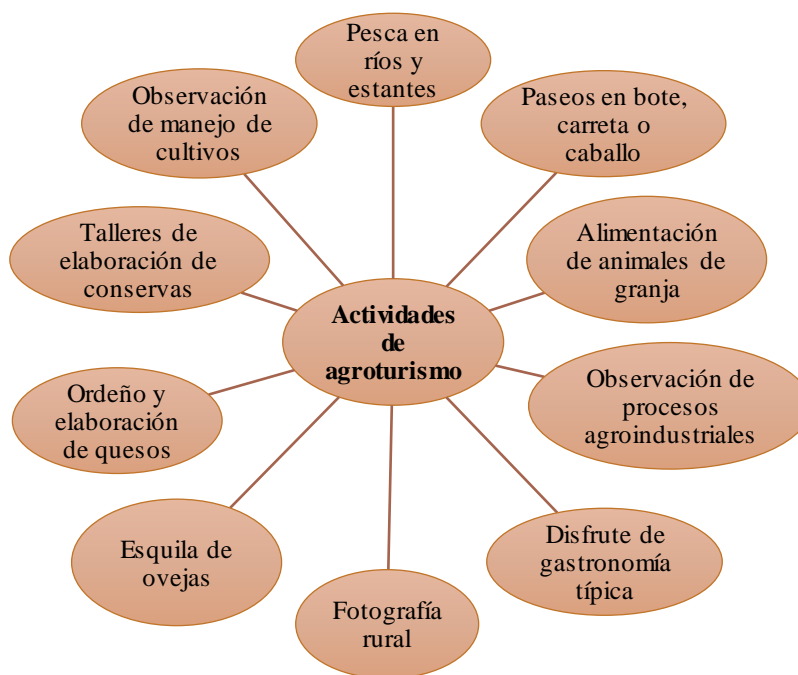 Pesca en
ríos y
estantes
Paseos en bote,
carreta o
caballo
Alimentación
de animales de
granja
Observación de
procesos
agroindustriales
Disfrute de
gastronomía
típica
Fotografía
rural
Esquila de
ovejas
Ordeño y
elaboración
de quesos
Talleres de
elaboración de
conservas
Observación
de manejo de
cultivos
Actividades
de
agroturismo